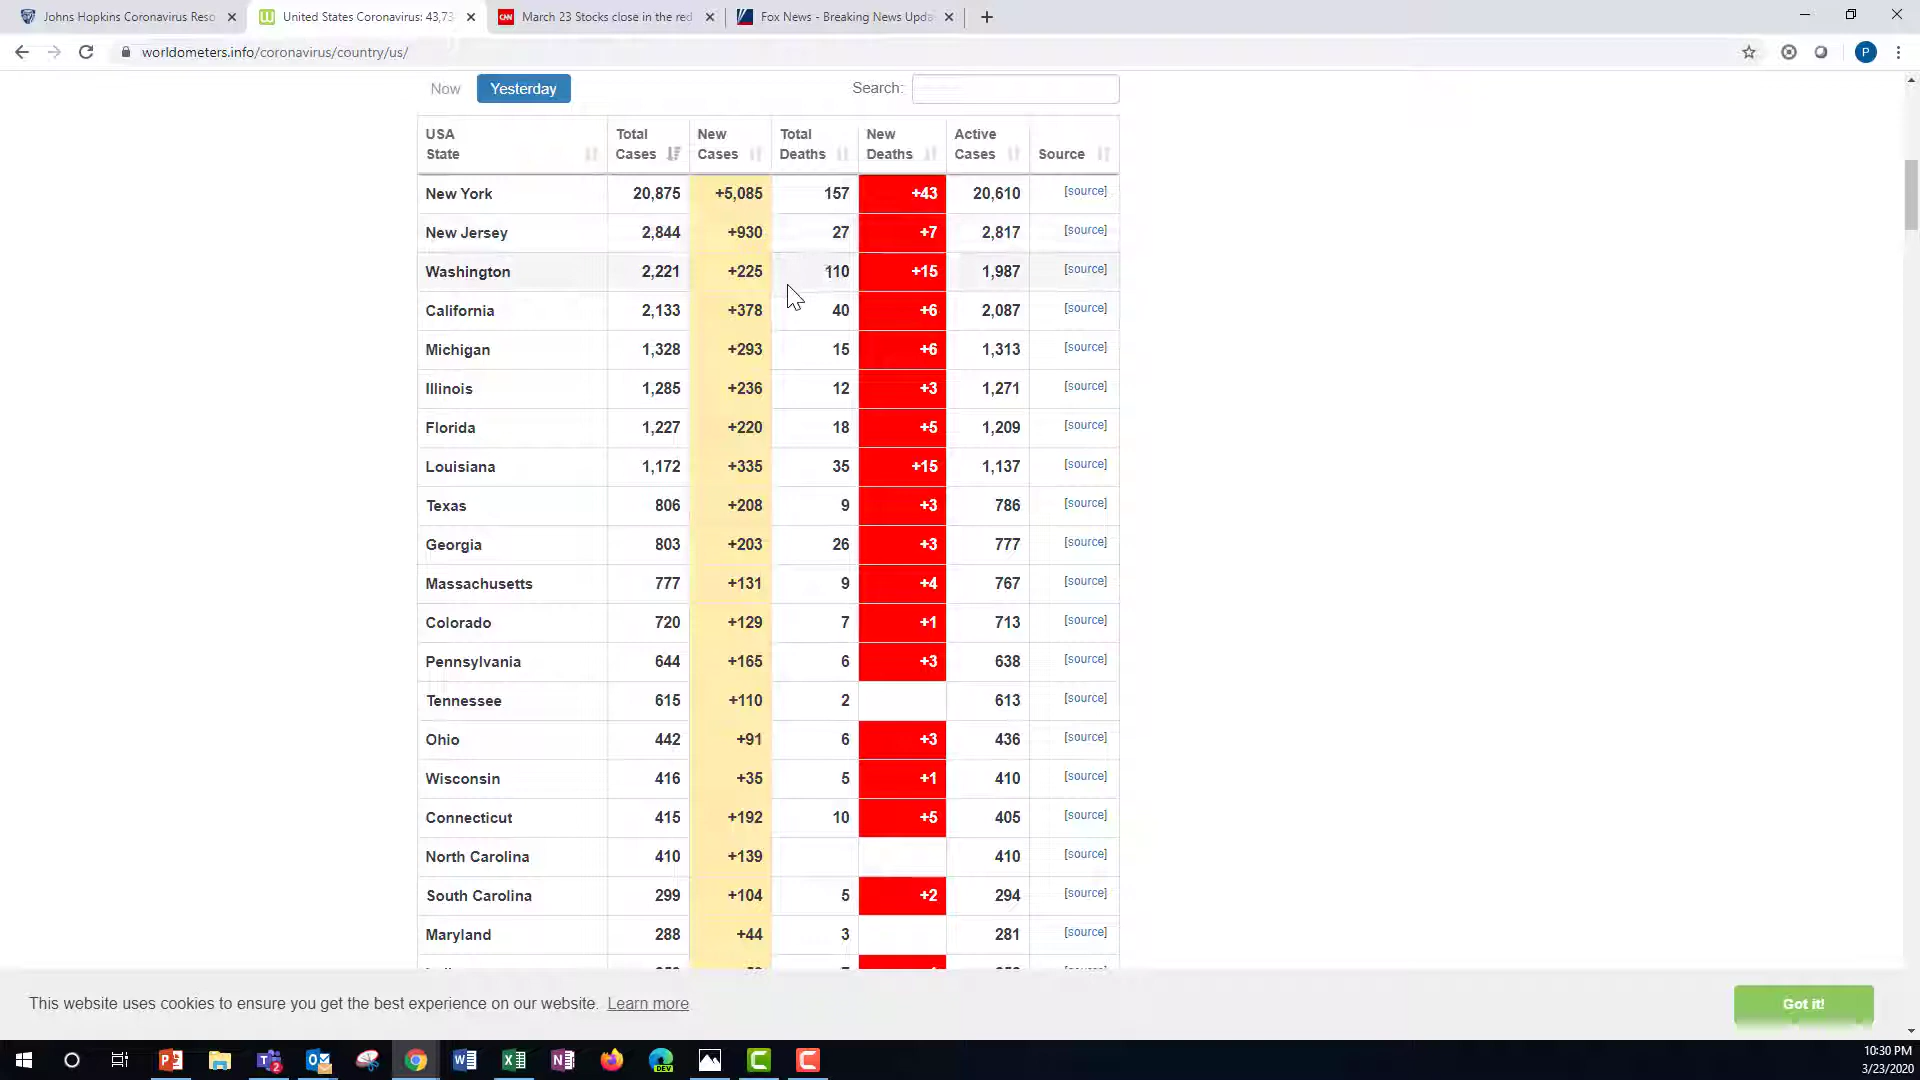 Johns Hopkins Coronavirus Reso
United States Coronavirus: 43,73
March 23 Stocks close in the red
Fox News - Breaking News Upda
worldometers.info/coronavirus/country/us/
P
Now Yesterday Search:
USA State Total Cases New Cases Total Deaths New Deaths Active Cases Source
New York 20,875 +5,085 157 +43 20,610 [source]
New Jersey 2,844 +930 27 +7 2,817 [source]
Washington 2,221 +225 110 +15 1,987 [source]
California 2,133 +378 40 +6 2,087 [source]
Michigan 1,328 +293 15 +6 1,313 [source]
Illinois 1,285 +236 12 +3 1,271 [source]
Florida 1,227 +220 18 +5 1,209 [source]
Louisiana 1,172 +335 35 +15 1,137 [source]
Texas 806 +208 9 +3 786 [source]
Georgia 803 +203 26 +3 777 [source]
Massachusetts 777 +131 9 +4 767 [source]
Colorado 720 +129 7 +1 713 [source]
Pennsylvania 644 +165 6 +3 638 [source]
Tennessee 615 +110 2 613 [source]
Ohio 442 +91 6 +3 436 [source]
Wisconsin 416 +35 5 +1 410 [source]
Connecticut 415 +192 10 +5 405 [source]
North Carolina 410 +139 410 [source]
South Carolina 299 +104 5 +2 294 [source]
Maryland 288 +44 3 281 [source]
This website uses cookies to ensure you get the best experience on our website. Learn more
Got it!
10:30 PM
3/23/2020